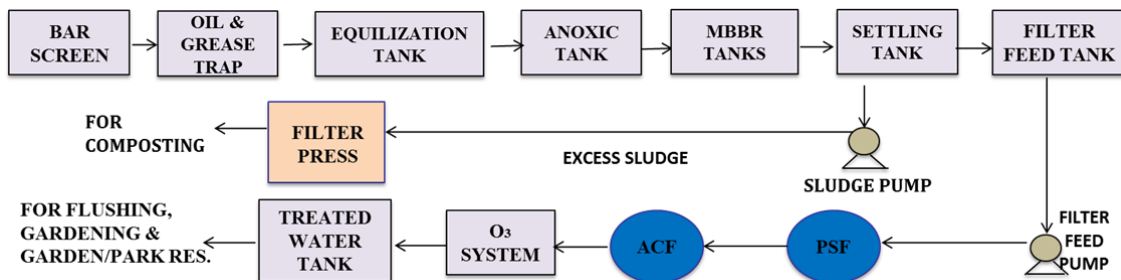 BAR
SCREEN
OIL &
GREASE
TRAP
EQUILIZATION
TANK
ANOXIC
TANK
MBBR
TANKS
SETTLING
TANK
FILTER
FEED TANK
FOR
COMPOSTING
FILTER
PRESS
EXCESS SLUDGE
SLUDGE PUMP
FOR FLUSHING,
GARDENING &
GARDEN/PARK RES.
TREATED
WATER
TANK
O₃
SYSTEM
ACF
PSF
FILTER
FEED
PUMP